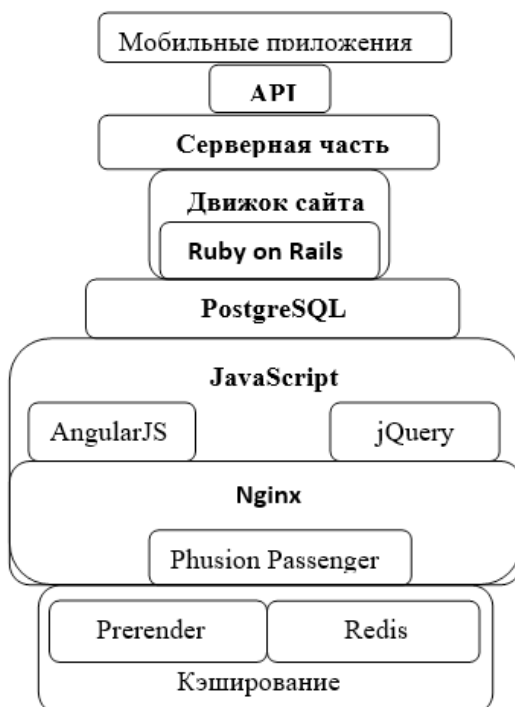 Мобильные приложения
API
Серверная часть
Движок сайта
Ruby on Rails
PostgreSQL
JavaScript
AngularJS
jQuery
Nginx
Phusion Passenger
Prerender
Redis
Кэширование